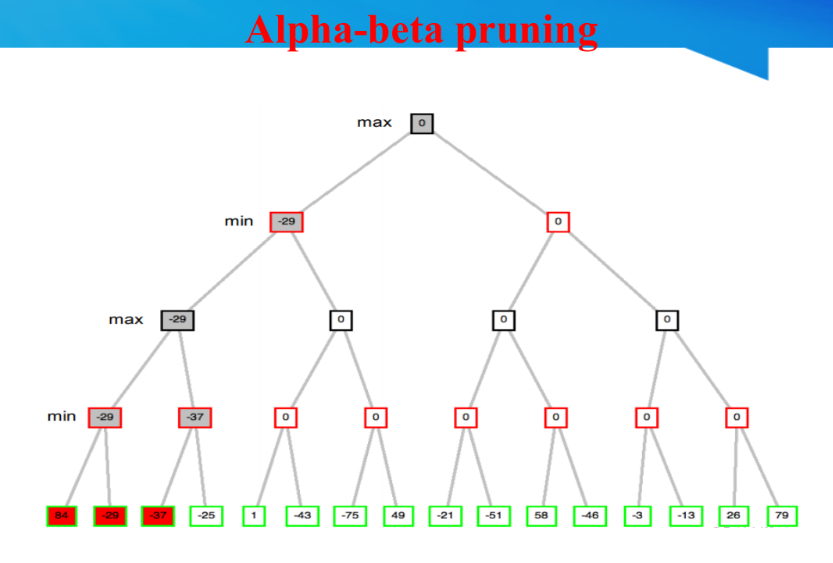 Alpha-beta pruning
max 0
min -29 0
max -29 0 0 0
min -29 -37 0 0 0 0 0 0
84 -29 -37 -25 1 -43 -75 49 -21 -51 58 -46 -3 -13 26 79